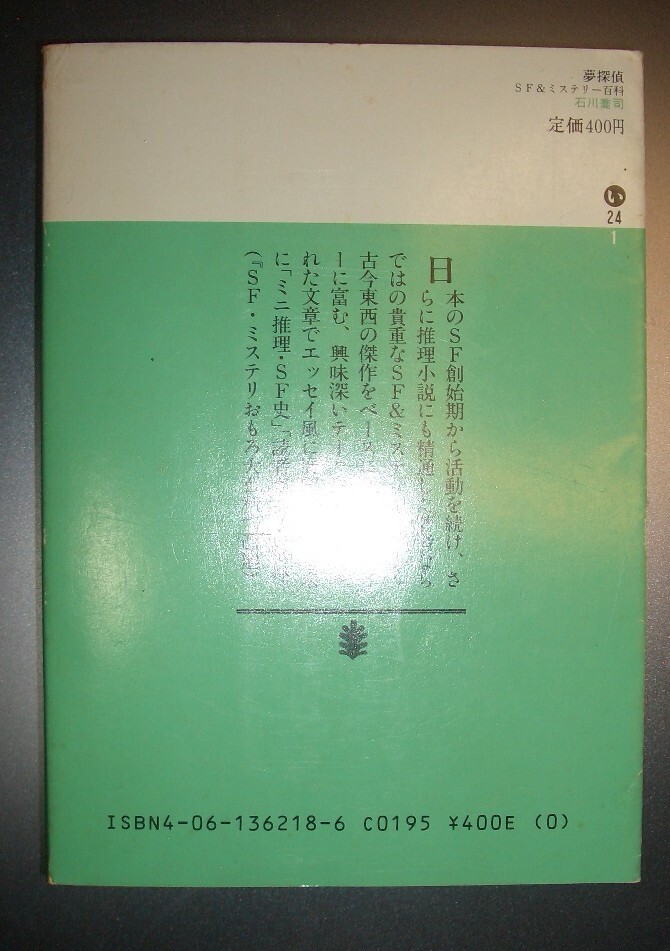 夢探偵
SF&ミステリー百科
石川喬司
定価400円
い
24
1
日本のSF創始期から活動を続け、さ
らに推理小説にも精通し
ではの貴重なSF&ミス
古今東西の傑作をベース
ーに富む、興味深いテー
れた文章でエッセイ風に
に「ミニ推理・SF史」「
(『SF・ミステリおもろ
ISBN4-06-136218-6 C0195 ¥400E (0)